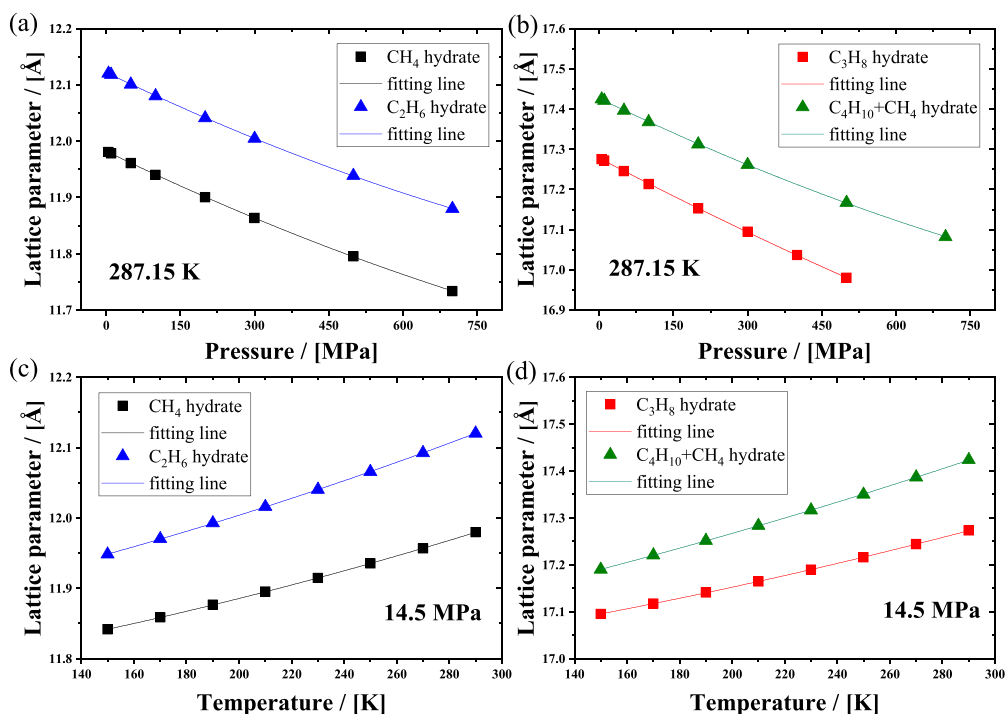 (a)
12.2
12.1
12.0
11.9
11.8
11.7
Lattice parameter / [Å]
CH₄ hydrate
fitting line
C₂H₆ hydrate
fitting line
287.15 K
0 150 300 450 600 750
Pressure / [MPa]
(b)
17.6
17.5
17.4
17.3
17.2
17.1
17.0
16.9
Lattice parameter / [Å]
C₃H₈ hydrate
fitting line
C₄H₁₀+CH₄ hydrate
fitting line
287.15 K
0 150 300 450 600 750
Pressure / [MPa]
(c)
12.2
12.1
12.0
11.9
11.8
Lattice parameter / [Å]
CH₄ hydrate
fitting line
C₂H₆ hydrate
fitting line
14.5 MPa
140 160 180 200 220 240 260 280 300
Temperature / [K]
(d)
17.6
17.5
17.4
17.3
17.2
17.1
17.0
Lattice parameter / [Å]
C₃H₈ hydrate
fitting line
C₄H₁₀+CH₄ hydrate
fitting line
14.5 MPa
140 160 180 200 220 240 260 280 300
Temperature / [K]